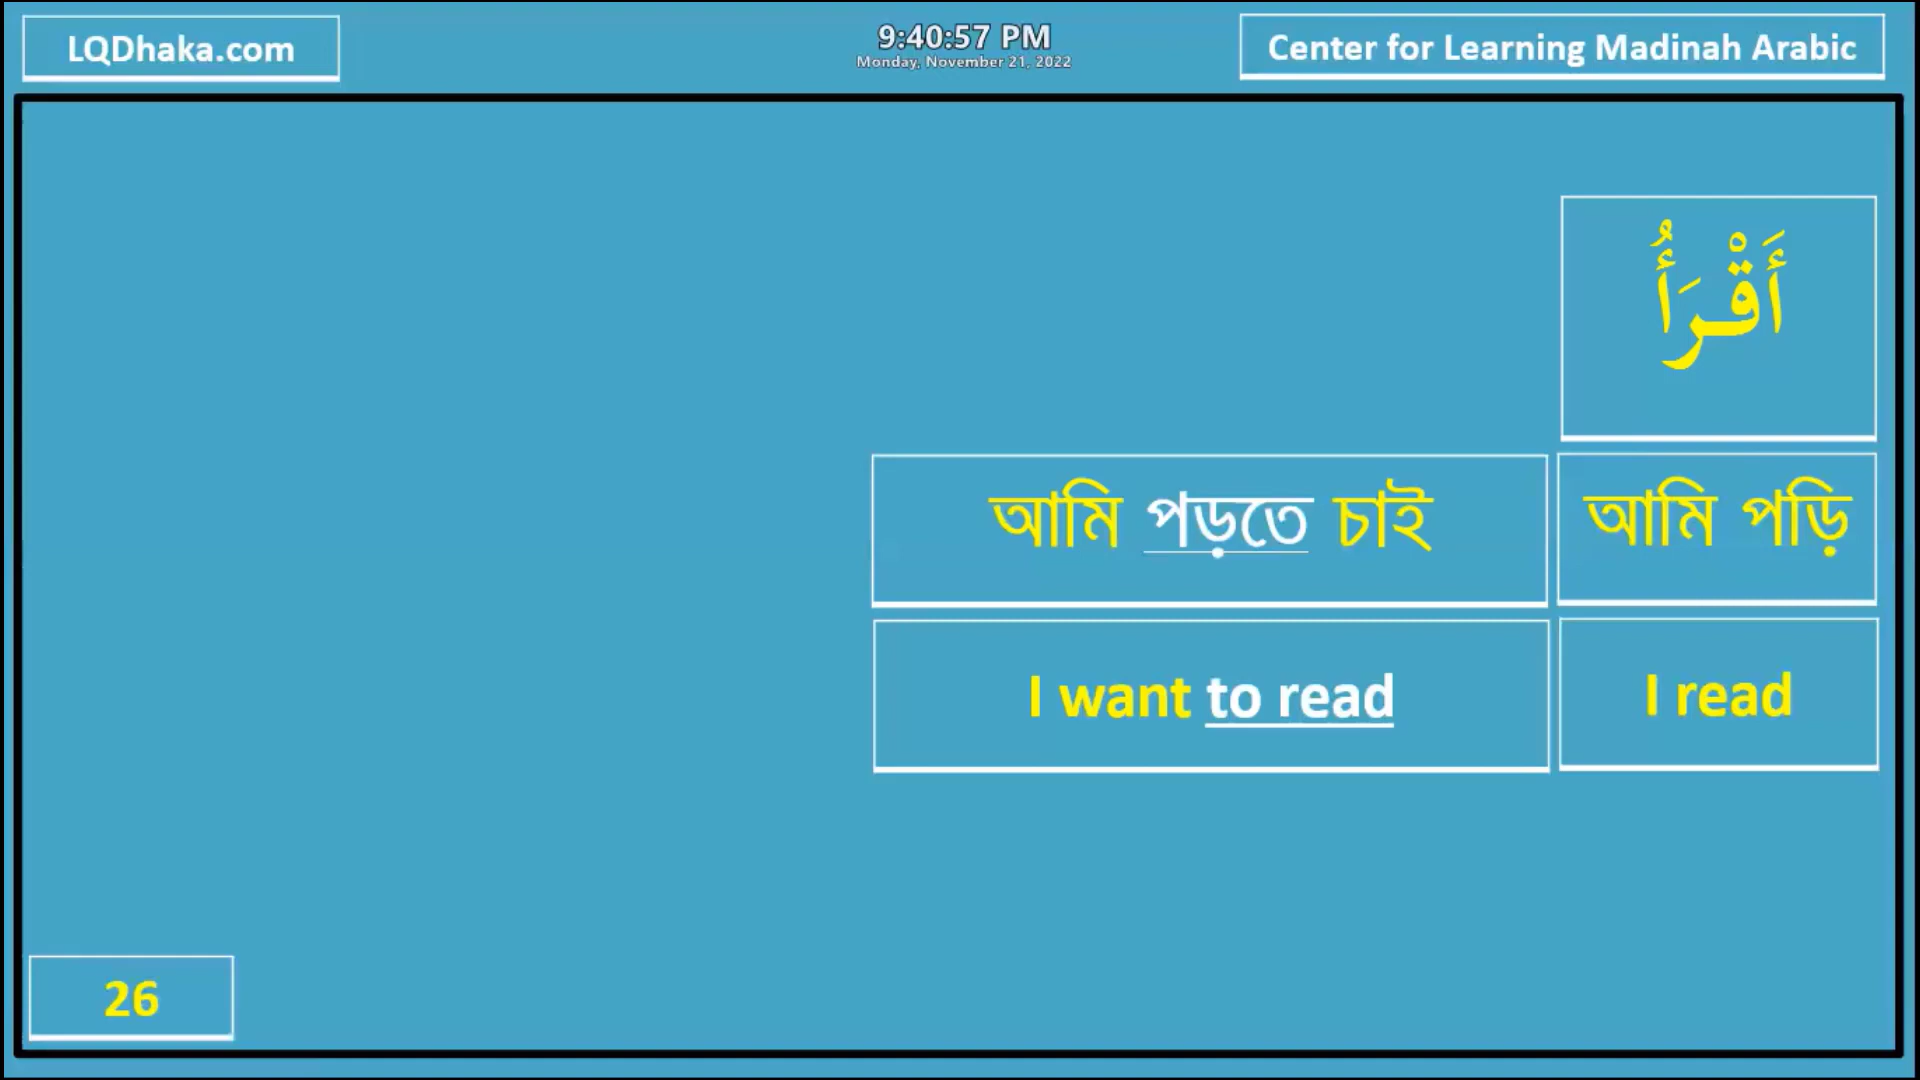 LQDhaka.com
9:40:57 PM
Monday, November 21, 2022
Center for Learning Madinah Arabic
أَقْرَأُ
আমি পড়তে চাই
আমি পড়ি
I want to read
I read
26